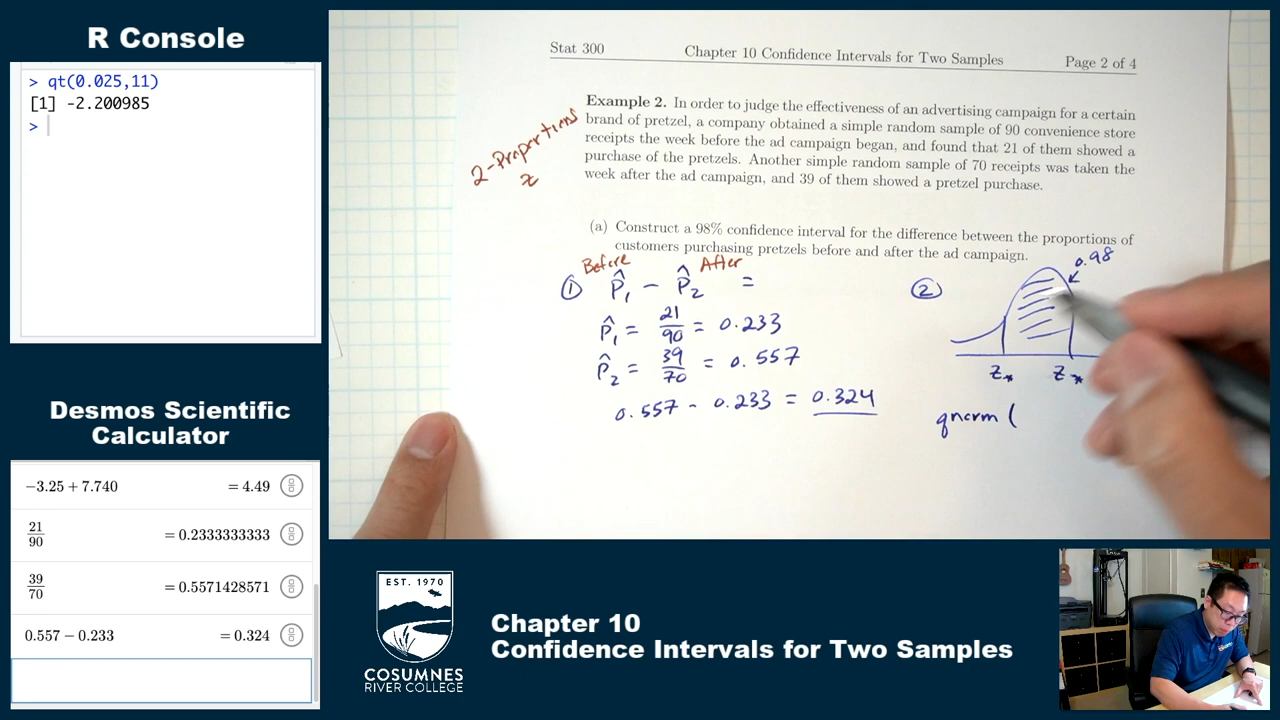 R Console
> qt(0.025,11)
[1] -2.200985
>
Desmos Scientific
Calculator
−3.25 + 7.740 = 4.49
21/90 = 0.2333333333
39/70 = 0.5571428571
0.557 − 0.233 = 0.324
Stat 300 Chapter 10 Confidence Intervals for Two Samples Page 2 of 4
2-Proportions
z
Example 2. In order to judge the effectiveness of an advertising campaign for a certain
brand of pretzel, a company obtained a simple random sample of 90 convenience store
receipts the week before the ad campaign began, and found that 21 of them showed a
purchase of the pretzels. Another simple random sample of 70 receipts was taken the
week after the ad campaign, and 39 of them showed a pretzel purchase.
(a) Construct a 98% confidence interval for the difference between the proportions of
customers purchasing pretzels before and after the ad campaign.
Before After
① p̂₁ − p̂₂ =
p̂₁ = 21/90 = 0.233
p̂₂ = 39/70 = 0.557
0.557 - 0.233 = 0.324
② 0.98
z* z*
qnorm (
EST. 1970
COSUMNES
RIVER COLLEGE
Chapter 10
Confidence Intervals for Two Samples